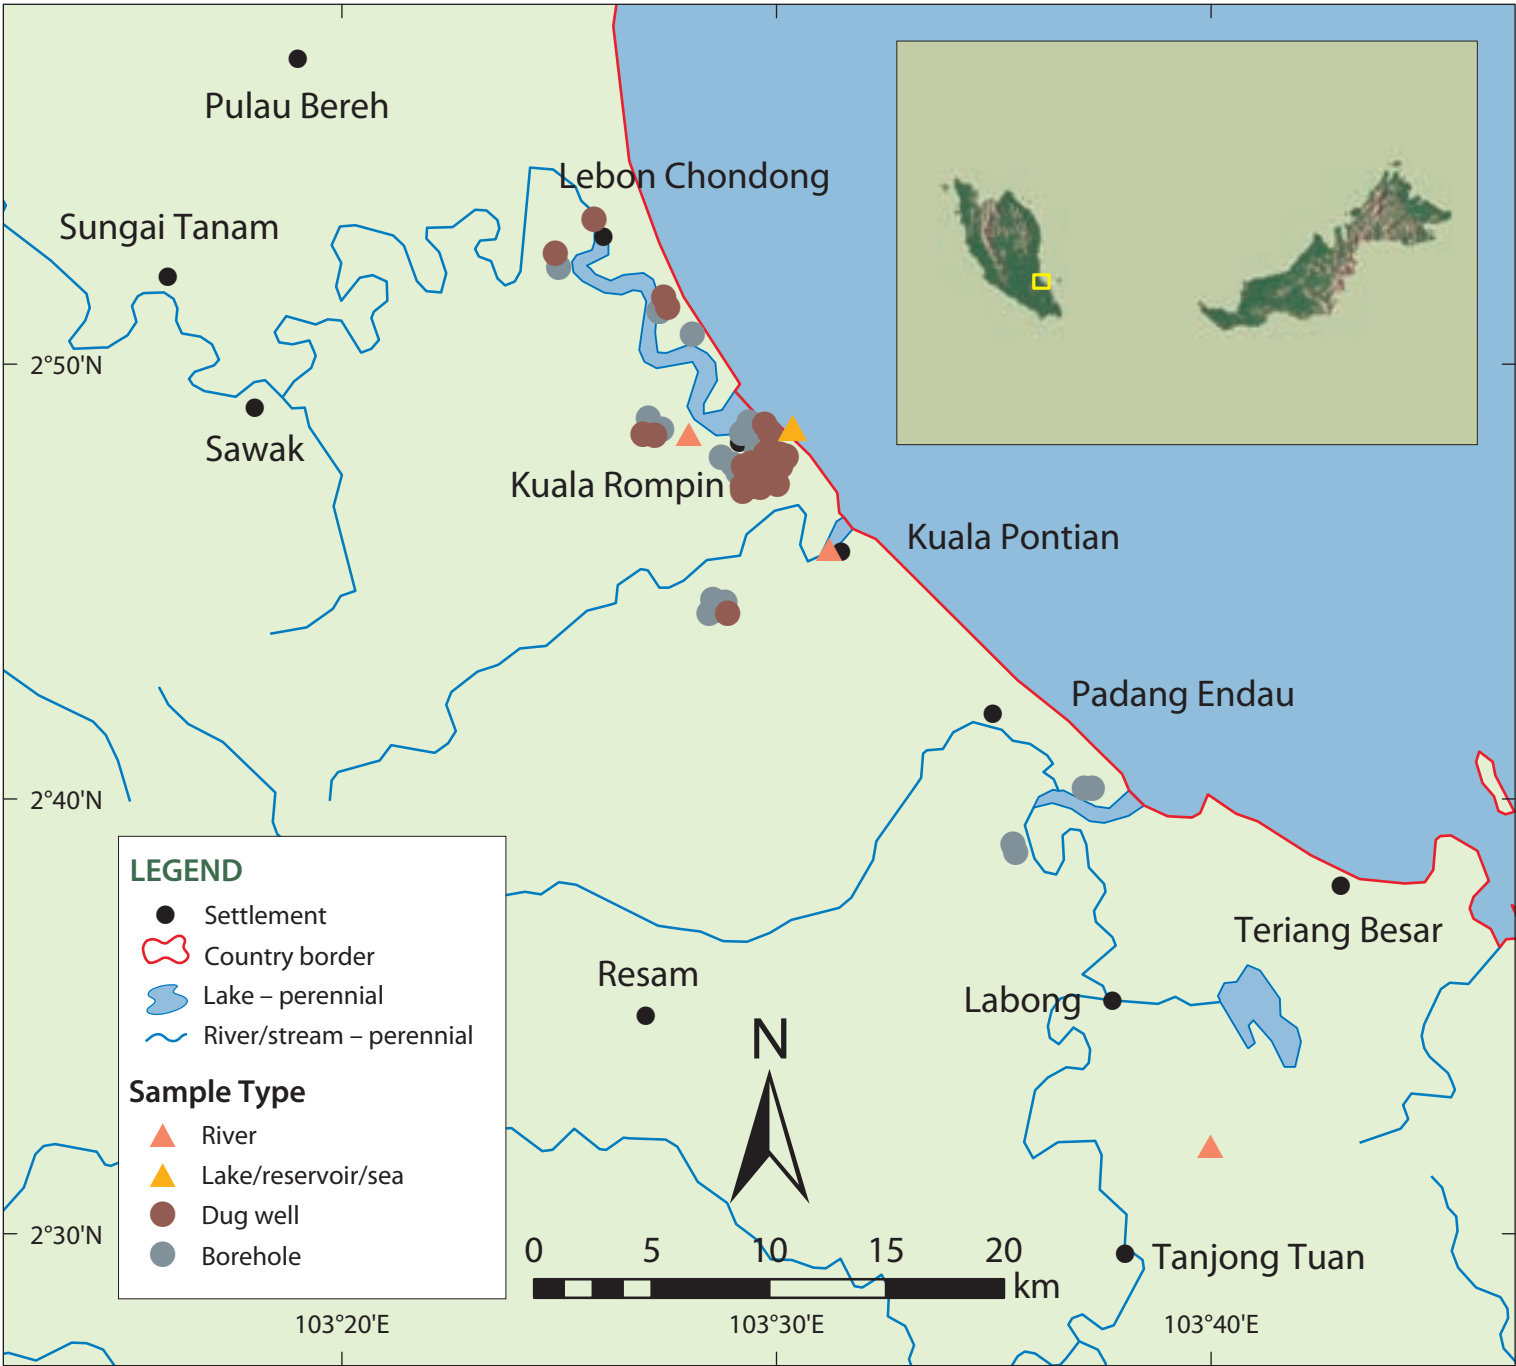 Pulau Bereh
Lebon Chondong
Sungai Tanam
2°50'N
Sawak
Kuala Rompin
Kuala Pontian
Padang Endau
2°40'N
LEGEND
Settlement
Country border
Lake – perennial
River/stream – perennial
Sample Type
River
Lake/reservoir/sea
Dug well
Borehole
Teriang Besar
Resam
Labong
N
2°30'N
0 5 10 15 20
km
Tanjong Tuan
103°20'E
103°30'E
103°40'E